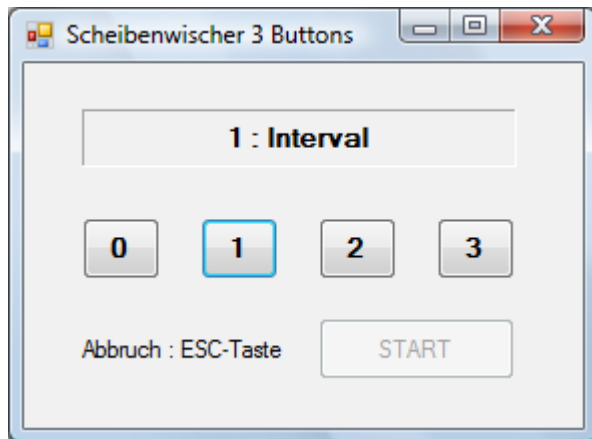 Scheibenwischer 3 Buttons
1 : Interval
0 1 2 3
Abbruch : ESC-Taste START